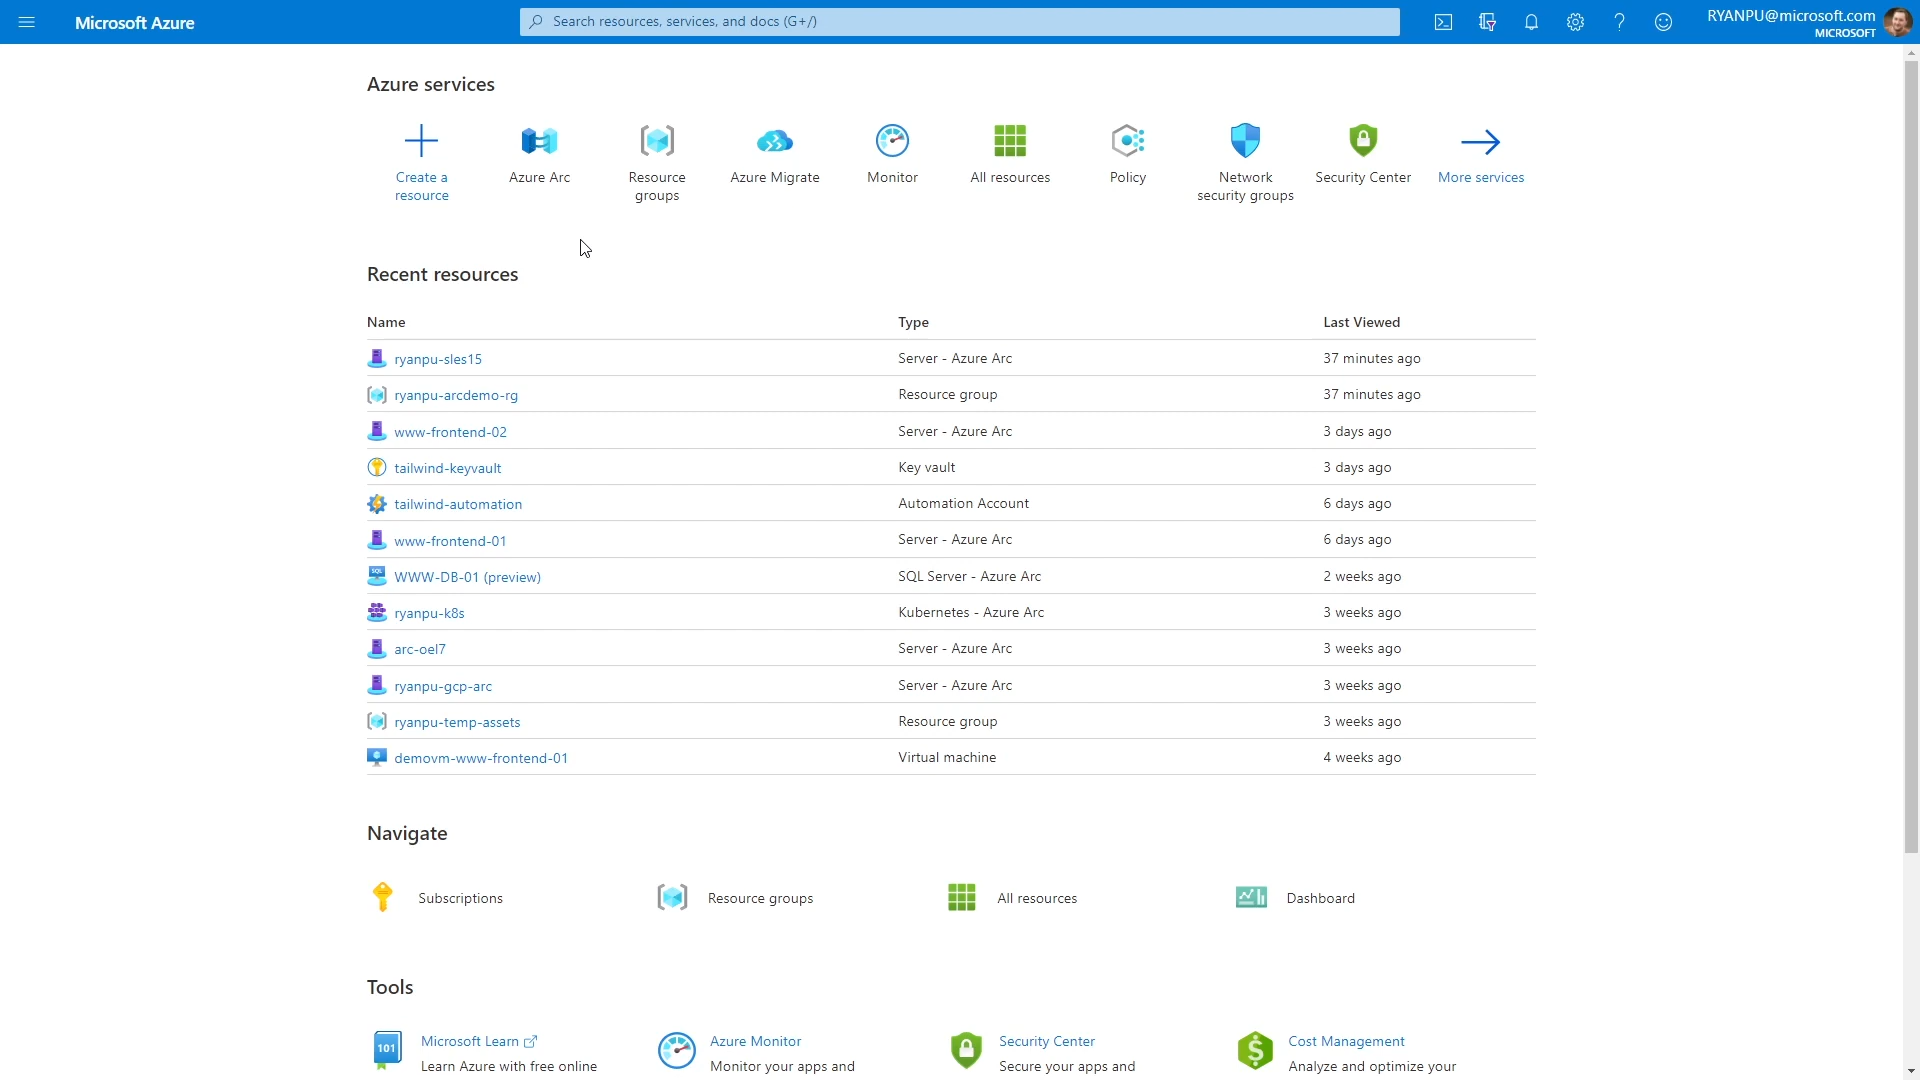 Microsoft Azure
Search resources, services, and docs (G+/)
RYANPU@microsoft.com
MICROSOFT
Azure services
Create a resource
Azure Arc
Resource groups
Azure Migrate
Monitor
All resources
Policy
Network security groups
Security Center
More services
Recent resources
Name Type Last Viewed
ryanpu-sles15 Server - Azure Arc 37 minutes ago
ryanpu-arcdemo-rg Resource group 37 minutes ago
www-frontend-02 Server - Azure Arc 3 days ago
tailwind-keyvault Key vault 3 days ago
tailwind-automation Automation Account 6 days ago
www-frontend-01 Server - Azure Arc 6 days ago
SQL WWW-DB-01 (preview) SQL Server - Azure Arc 2 weeks ago
ryanpu-k8s Kubernetes - Azure Arc 3 weeks ago
arc-oel7 Server - Azure Arc 3 weeks ago
ryanpu-gcp-arc Server - Azure Arc 3 weeks ago
ryanpu-temp-assets Resource group 3 weeks ago
demovm-www-frontend-01 Virtual machine 4 weeks ago
Navigate
Subscriptions Resource groups All resources Dashboard
Tools
101
Microsoft Learn
Learn Azure with free online
Azure Monitor
Monitor your apps and
Security Center
Secure your apps and
Cost Management
Analyze and optimize your